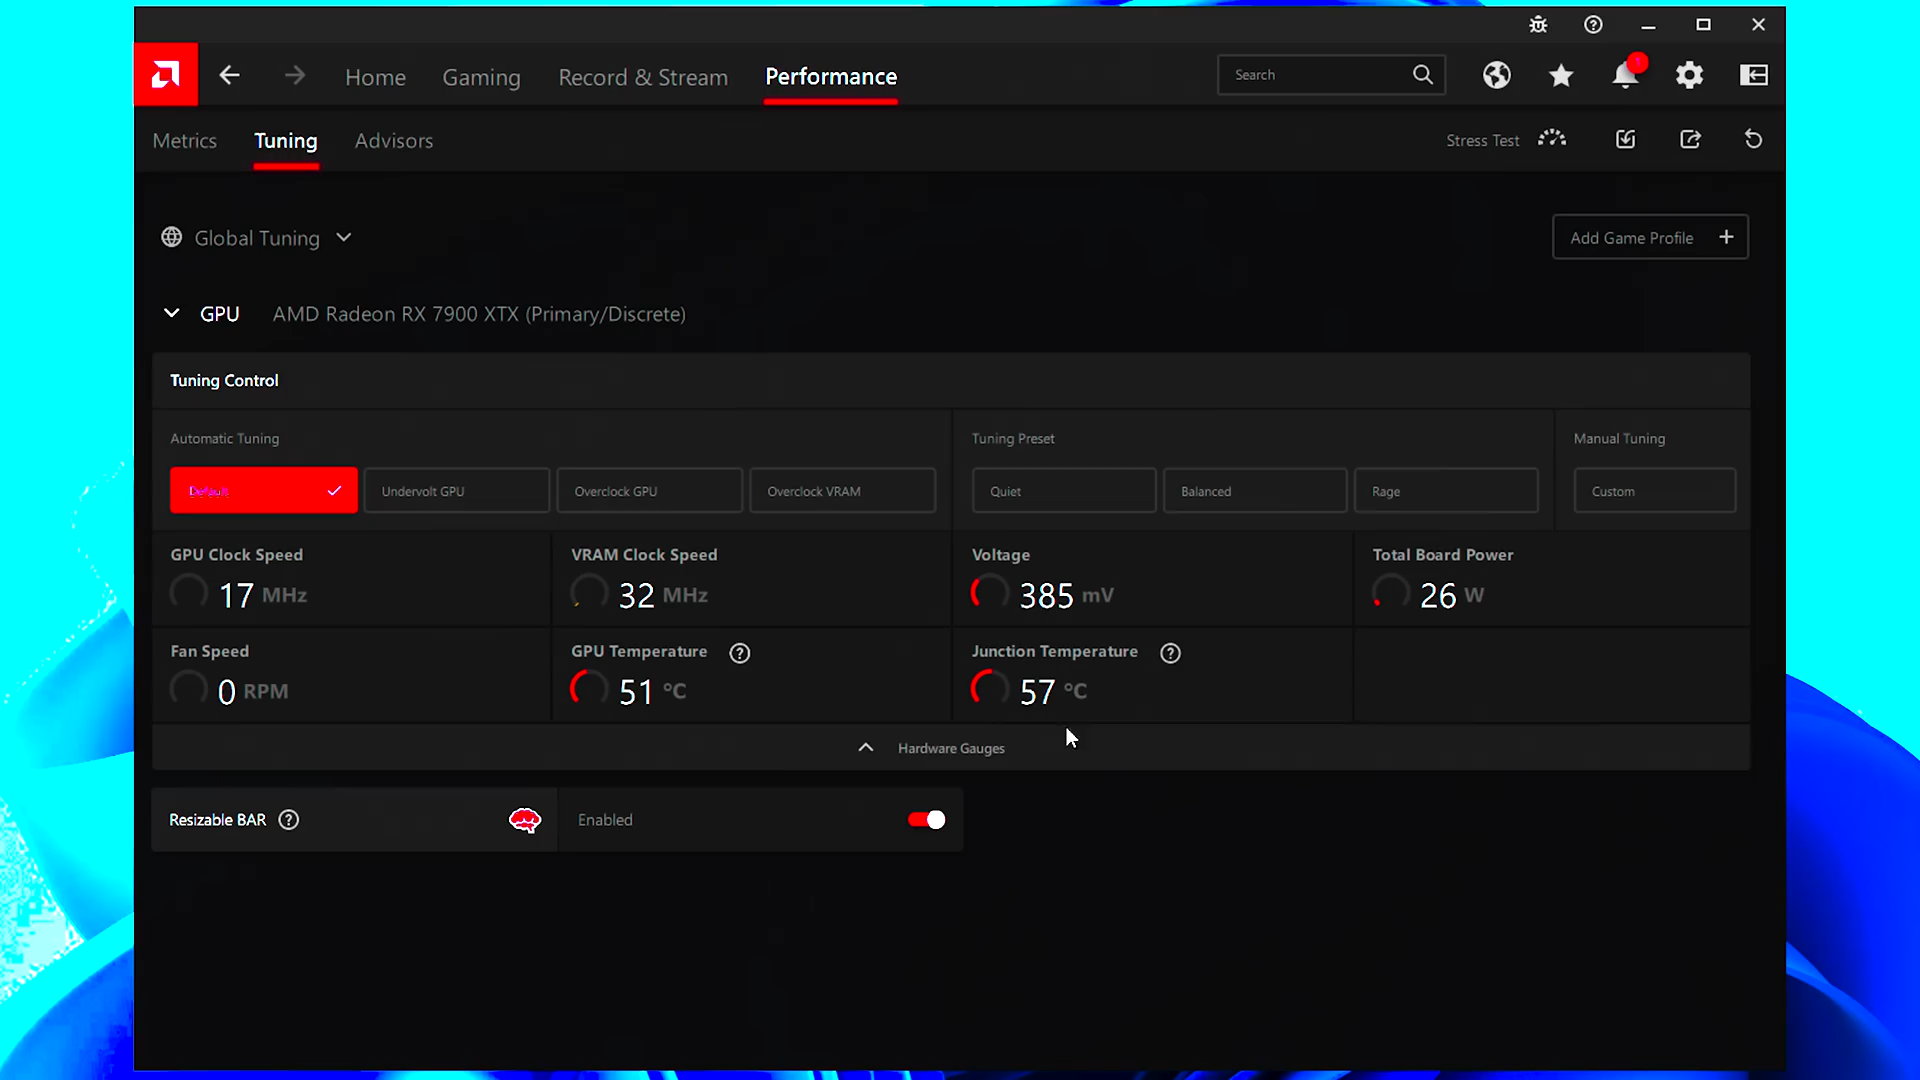 Home Gaming Record & Stream Performance Search
Metrics Tuning Advisors Stress Test
Global Tuning Add Game Profile
GPU AMD Radeon RX 7900 XTX (Primary/Discrete)
Tuning Control
Automatic Tuning Tuning Preset Manual Tuning
Default Undervolt GPU Overclock GPU Overclock VRAM Quiet Balanced Rage Custom
GPU Clock Speed VRAM Clock Speed Voltage Total Board Power
17 MHz 32 MHz 385 mV 26 W
Fan Speed GPU Temperature Junction Temperature
0 RPM 51 °C 57 °C
Hardware Gauges
Resizable BAR Enabled